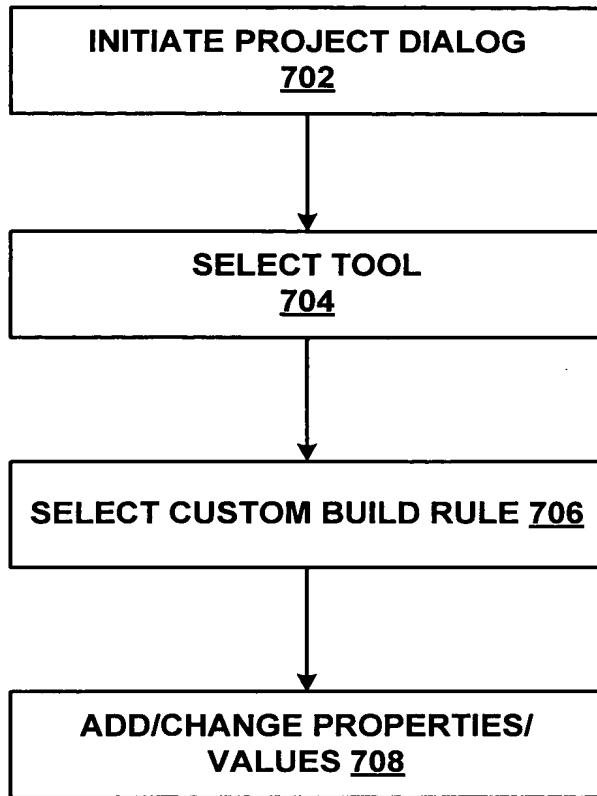 INITIATE PROJECT DIALOG
702
SELECT TOOL
704
SELECT CUSTOM BUILD RULE 706
ADD/CHANGE PROPERTIES/
VALUES 708